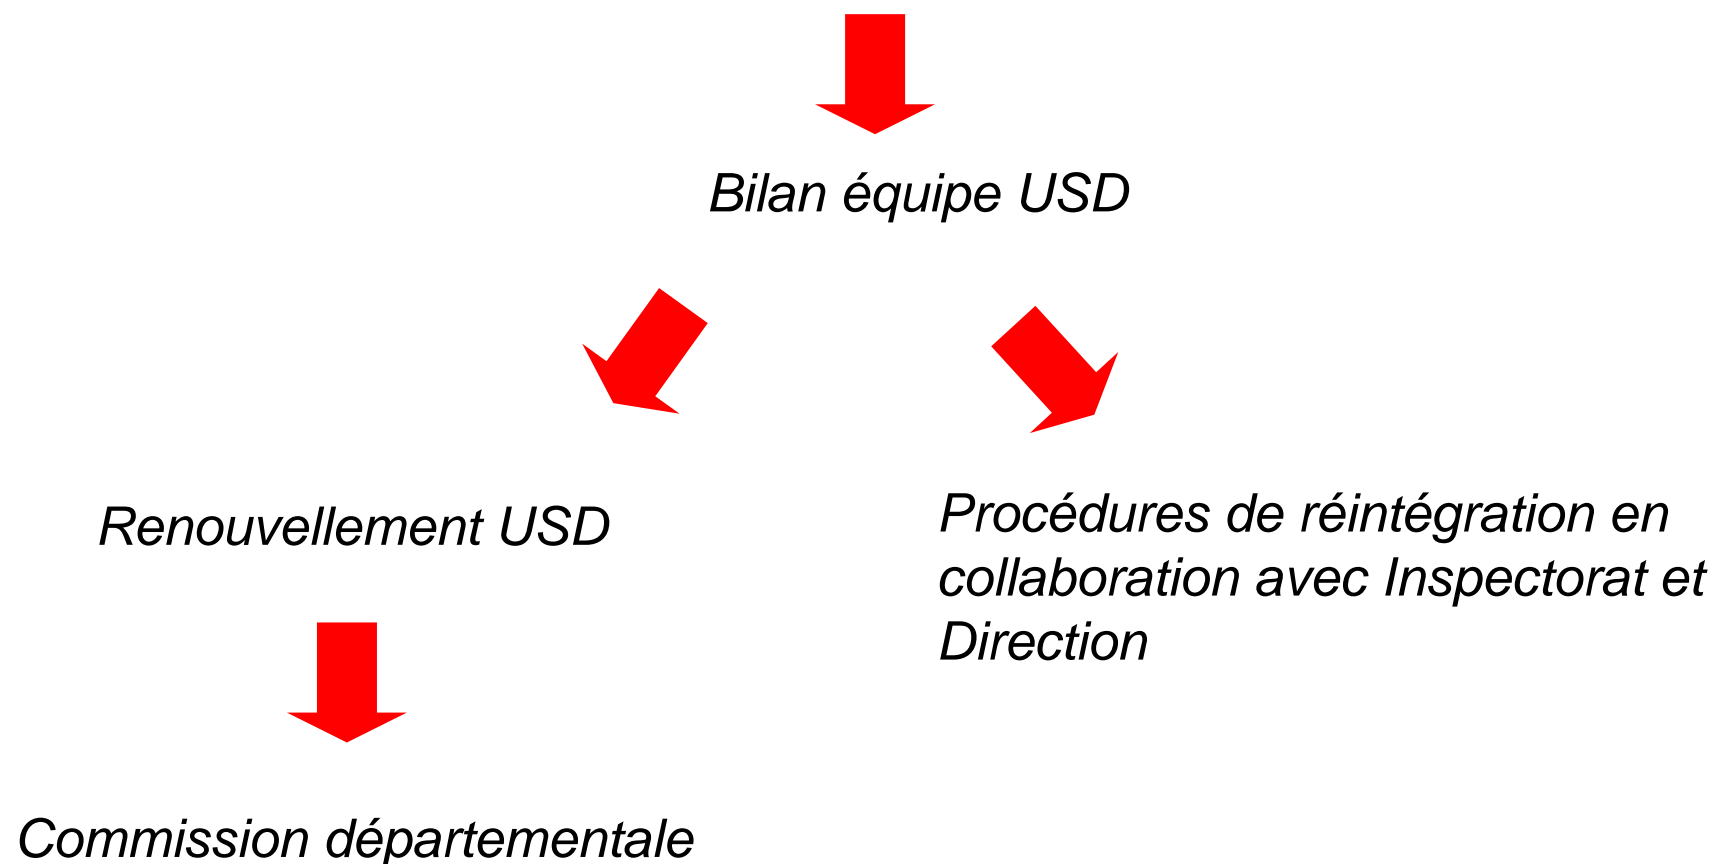 Bilan équipe USD
Renouvellement USD
Procédures de réintégration en
collaboration avec Inspectorat et
Direction
Commission départementale